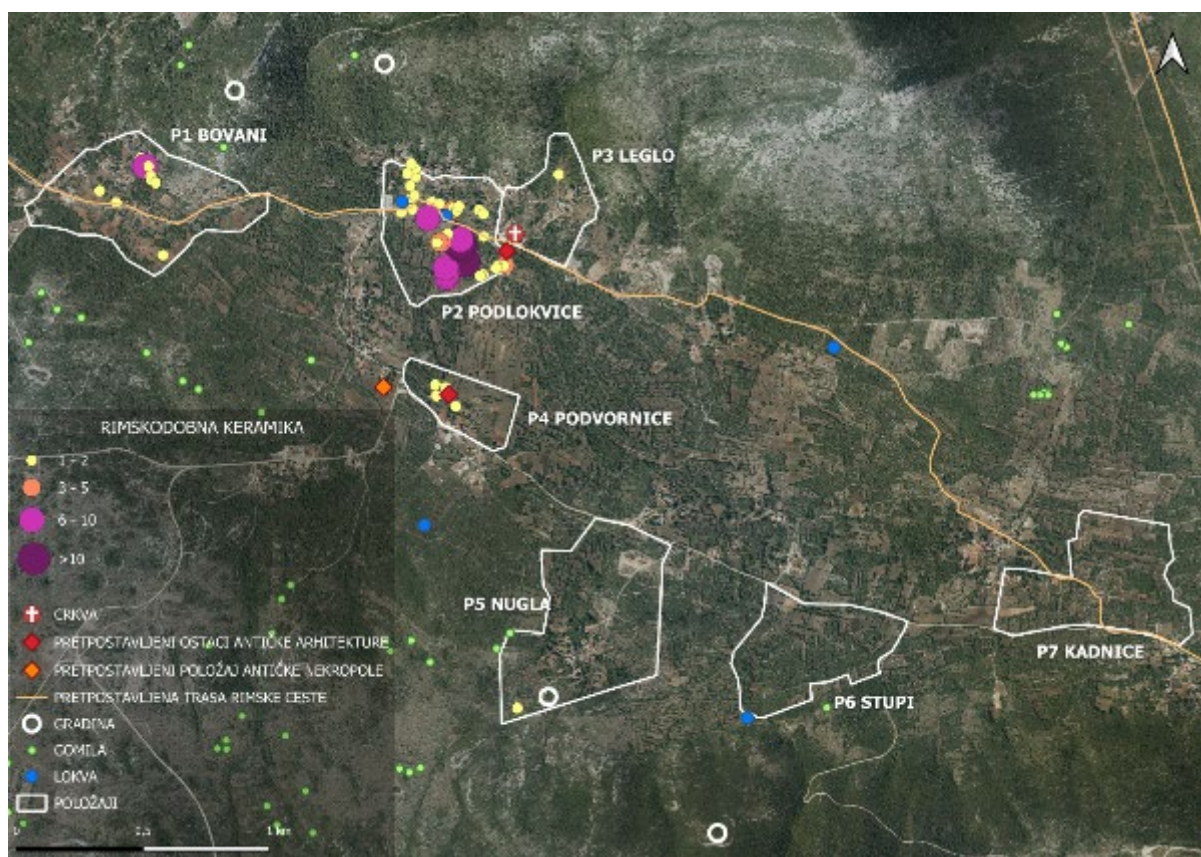 P1 BOVANI
P3 LEGLO
P2 PODLOKVICE
P4 PODVORNICE
RIMSKODOBNA KERAMIKA
1 - 2
3 - 5
6 - 10
>10
P5 NUGLA
CRKVA
PRETPOSTAVLJENI OSTACI ANTIČKE ARHITEKTURE
PRETPOSTAVLJENI POLOŽAJ ANTIČKE NEKROPOLE
P7 KADNICE
PRETPOSTAVLJENA TRASA RIMSKE CESTE
P6 STUPI
GRADINA
GOMILA
LOKVA
POLOŽAJI
0 0,5 1 km